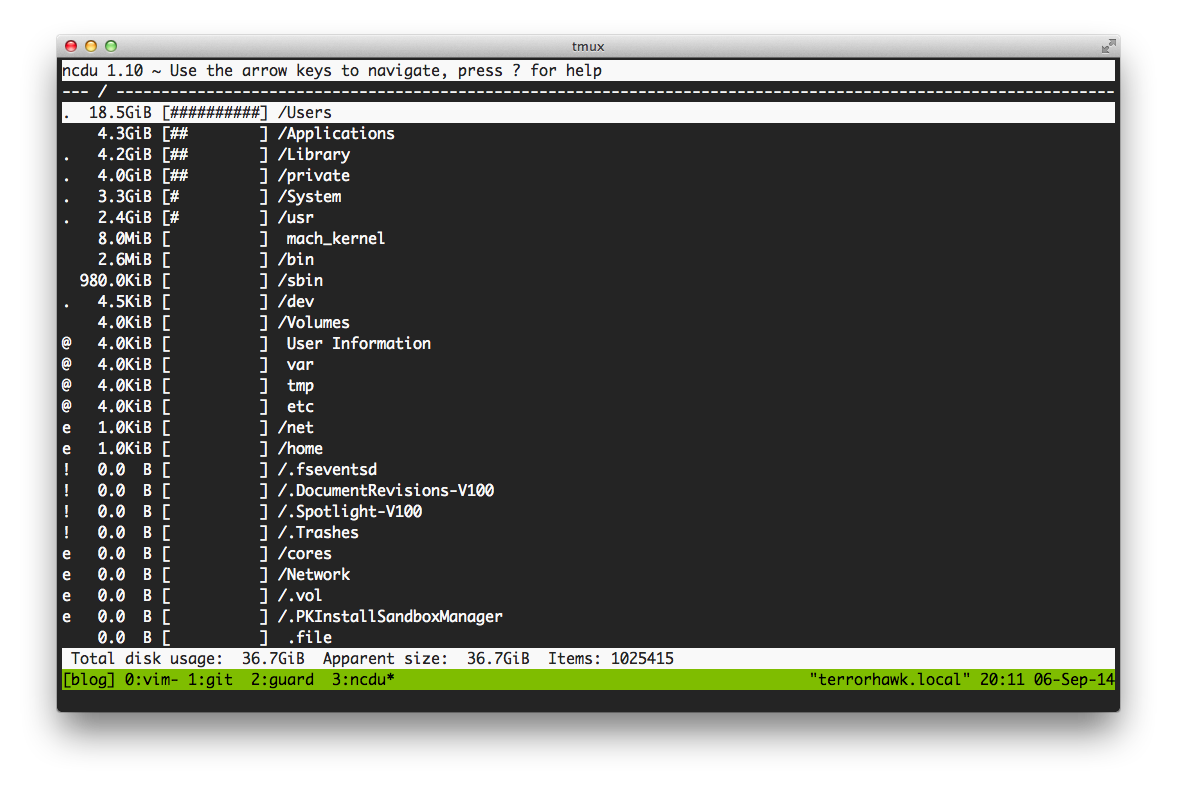 tmux
ncdu 1.10 ~ Use the arrow keys to navigate, press ? for help
--- / ---------------------------------------------------------------------------------------------------------------
.  18.5GiB [##########] /Users
    4.3GiB [##        ] /Applications
.   4.2GiB [##        ] /Library
.   4.0GiB [##        ] /private
.   3.3GiB [#         ] /System
.   2.4GiB [#         ] /usr
    8.0MiB [          ]  mach_kernel
    2.6MiB [          ] /bin
  980.0KiB [          ] /sbin
.   4.5KiB [          ] /dev
    4.0KiB [          ] /Volumes
@   4.0KiB [          ]  User Information
@   4.0KiB [          ]  var
@   4.0KiB [          ]  tmp
@   4.0KiB [          ]  etc
e   1.0KiB [          ] /net
e   1.0KiB [          ] /home
!   0.0  B [          ] /.fseventsd
!   0.0  B [          ] /.DocumentRevisions-V100
!   0.0  B [          ] /.Spotlight-V100
!   0.0  B [          ] /.Trashes
e   0.0  B [          ] /cores
e   0.0  B [          ] /Network
e   0.0  B [          ] /.vol
e   0.0  B [          ] /.PKInstallSandboxManager
    0.0  B [          ]  .file
 Total disk usage:  36.7GiB  Apparent size:  36.7GiB  Items: 1025415
[blog] 0:vim- 1:git  2:guard  3:ncdu* "terrorhawk.local" 20:11 06-Sep-14